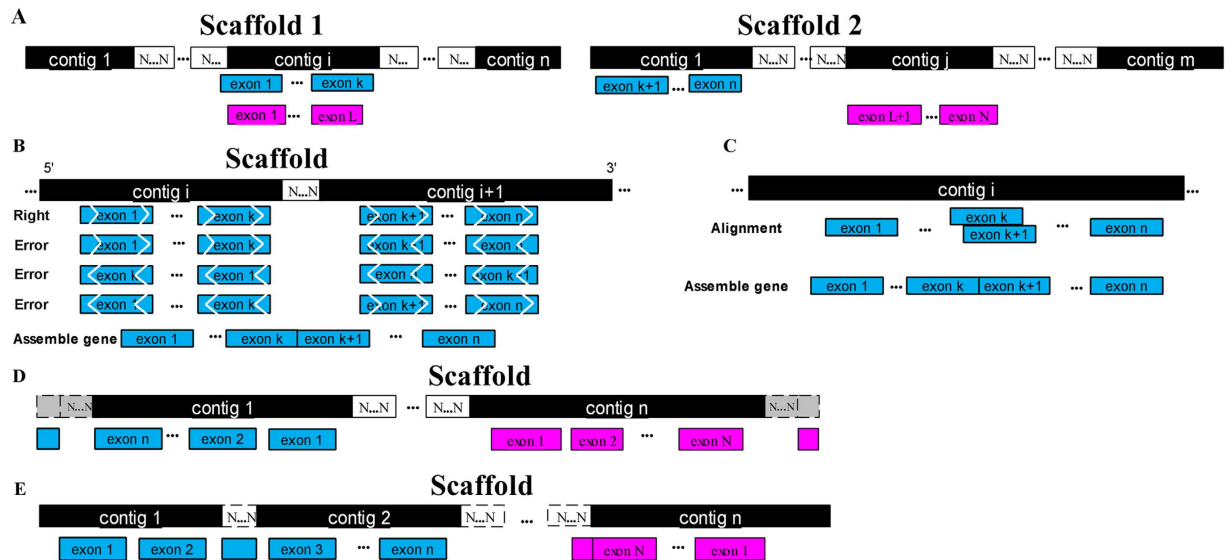 A
Scaffold 1 Scaffold 2
contig 1 N...N ... N... contig i N... ... N... contig n contig 1 N...N ... N...N contig j N...N ... N...N contig m
exon 1 ... exon k exon k+1 ... exon n
exon 1 ... exon L exon L+1 ... exon N
B Scaffold
5' 3'
... contig i N...N contig i+1 ...
Right exon 1 ... exon k exon k+1 ... exon n
Error exon 1 ... exon k exon k+1 ... exon n
Error exon k ... exon 1 exon n ... exon k+1
Error exon 1 ... exon k exon k+1 ... exon n
Assemble gene exon 1 ... exon k exon k+1 ... exon n
C
... contig i ...
exon k
Alignment exon 1 ... exon k+1 ... exon n
Assemble gene exon 1 ... exon k exon k+1 ... exon n
D Scaffold
N...N contig 1 N...N ... N...N contig n N...N
exon n ... exon 2 exon 1 exon 1 exon 2 ... exon N
E Scaffold
contig 1 N...N contig 2 N...N ... N...N contig n
exon 1 exon 2 exon 3 ... exon n exon N ... exon 1